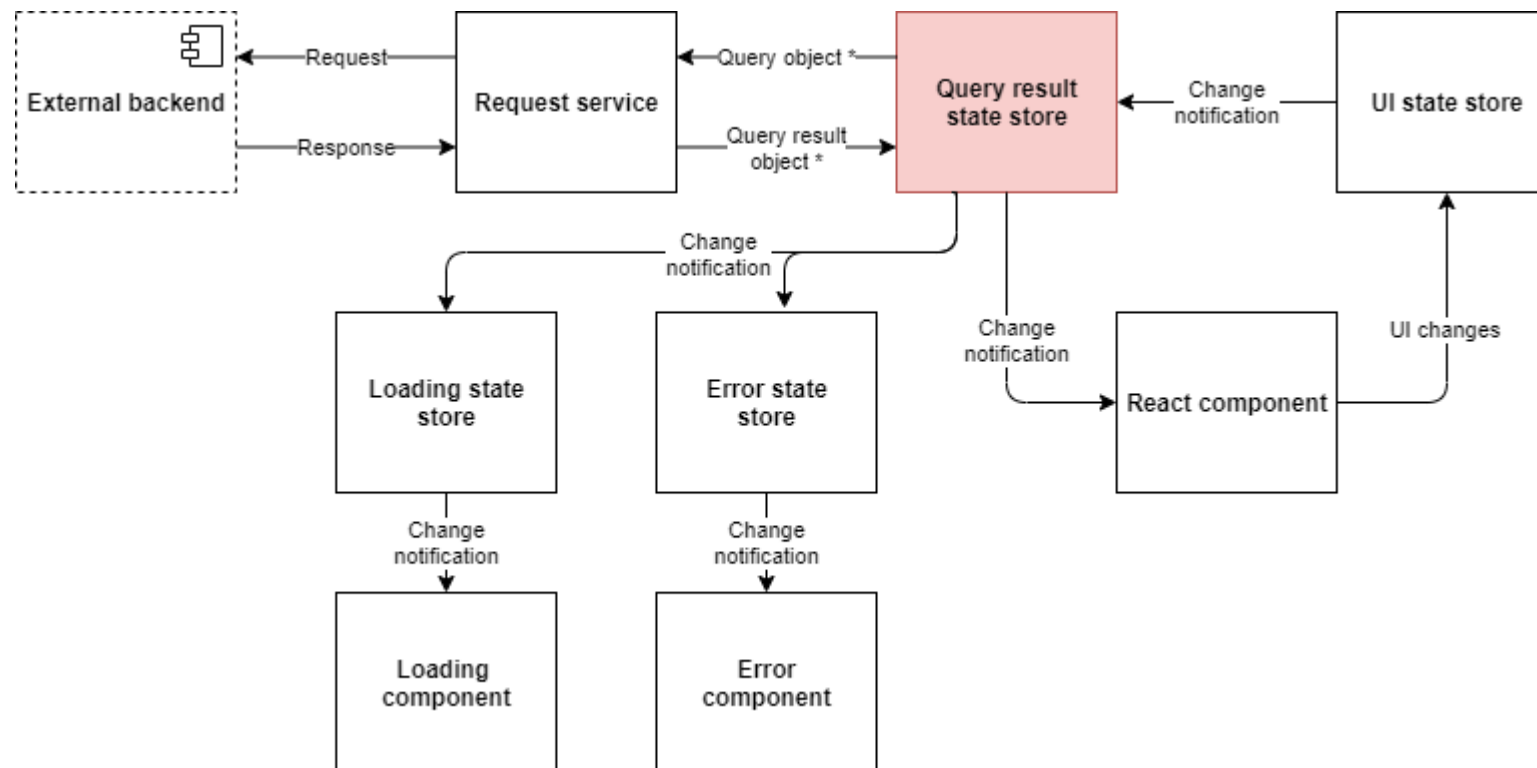 Request
Query object *
External backend
Request service
Query result
state store
Change
notification
UI state store
Response
Query result
object *
Change
notification
Change
notification
UI changes
Loading state
store
Error state
store
React component
Change
notification
Change
notification
Loading
component
Error
component